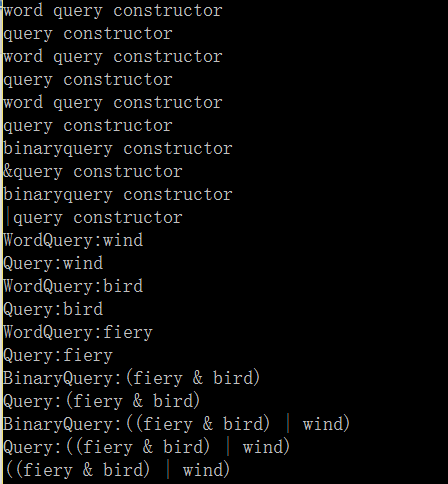 word query constructor
query constructor
word query constructor
query constructor
word query constructor
query constructor
binaryquery constructor
&query constructor
binaryquery constructor
|query constructor
WordQuery:wind
Query:wind
WordQuery:bird
Query:bird
WordQuery:fiery
Query:fiery
BinaryQuery:(fiery & bird)
Query:(fiery & bird)
BinaryQuery:((fiery & bird) | wind)
Query:((fiery & bird) | wind)
((fiery & bird) | wind)